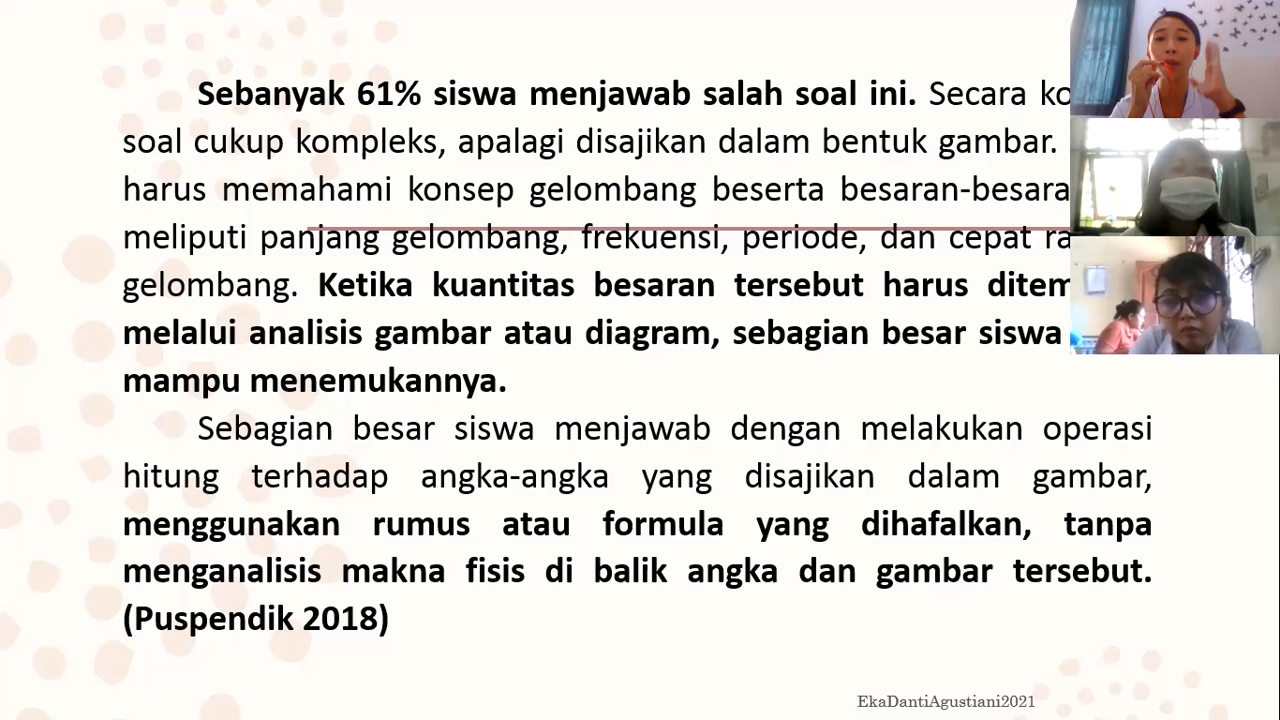 Sebanyak 61% siswa menjawab salah soal ini. Secara
soal cukup kompleks, apalagi disajikan dalam bentuk gambar.
harus memahami konsep gelombang beserta
meliputi panjang gelombang, frekuensi, periode, dan cepat
gelombang. Ketika kuantitas besaran tersebut harus
melalui analisis gambar atau diagram, sebagian besar siswa
mampu menemukannya.
Sebagian besar siswa menjawab dengan melakukan operasi
hitung terhadap angka-angka yang disajikan dalam gambar,
menggunakan rumus atau formula yang dihafalkan, tanpa
menganalisis makna fisis di balik angka dan gambar tersebut.
(Puspendik 2018)
EkaDantiAgustiani2021